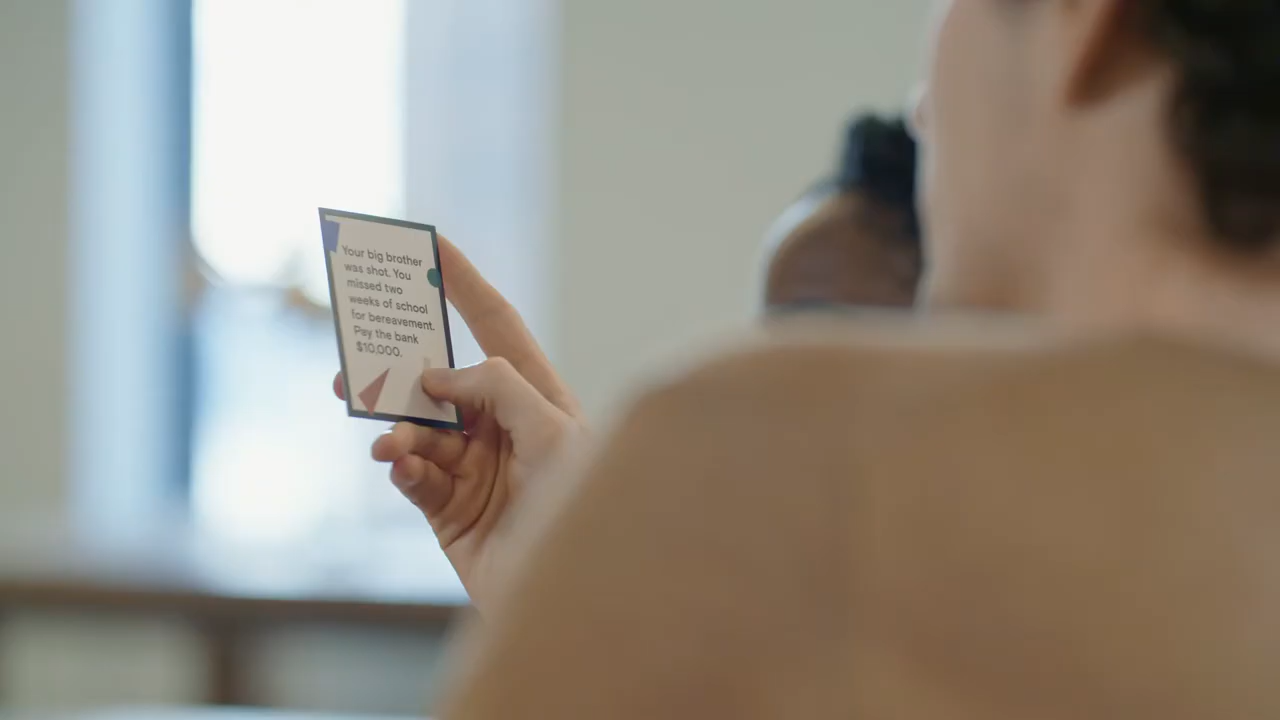 Your big brother
was shot. You
missed two
weeks of school
for bereavement.
Pay the bank
$10,000.